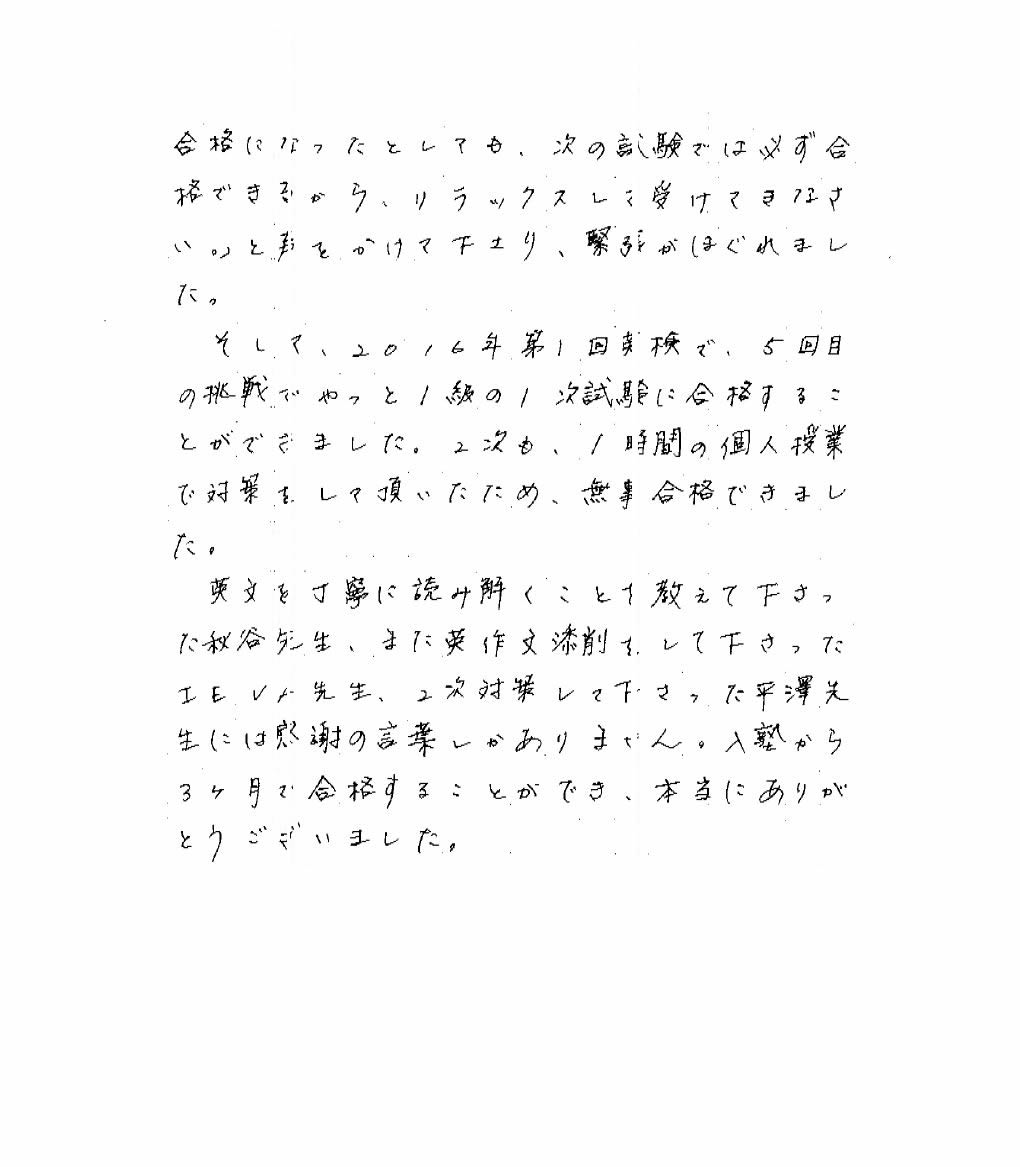 合格になったとしても、次の試験では必ず合
格できるから、リラックスして受けてきなさ
い。」と声をかけて下さり、緊張がほぐれまし
た。
そして、2016年第1回英検で、5回目
の挑戦でやっと1級の1次試験に合格するこ
とができました。2次も、1時間の個人授業
で対策をして頂いたため、無事合格できまし
た。
英文を丁寧に読み解くことを教えて下さっ
た秋谷先生、また英作文添削をして下さった
先生、2次対策して下さった平澤先
生には感謝の言葉しかありません。入塾から
3ヶ月で合格することができ、本当にありが
とうございました。